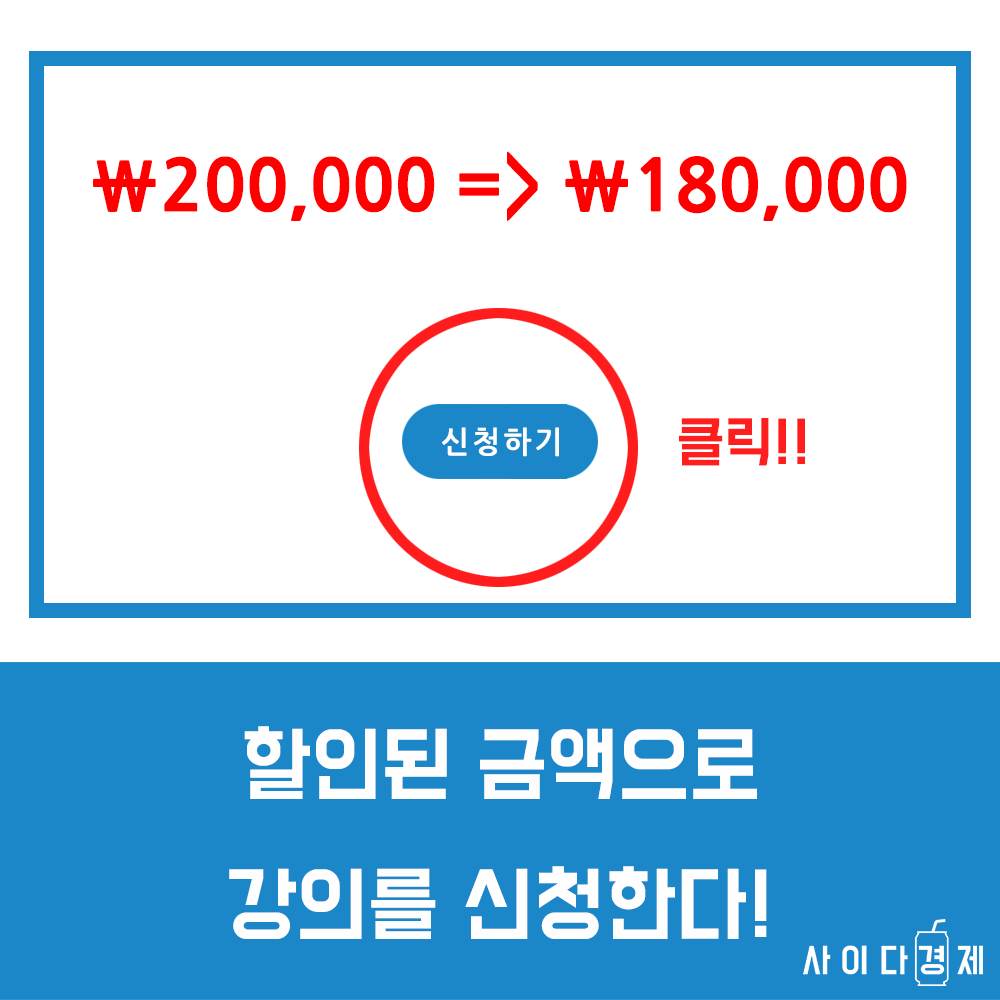 ₩200,000 => ₩180,000
신청하기
클릭!!
할인된 금액으로
강의를 신청한다!
사이다경제